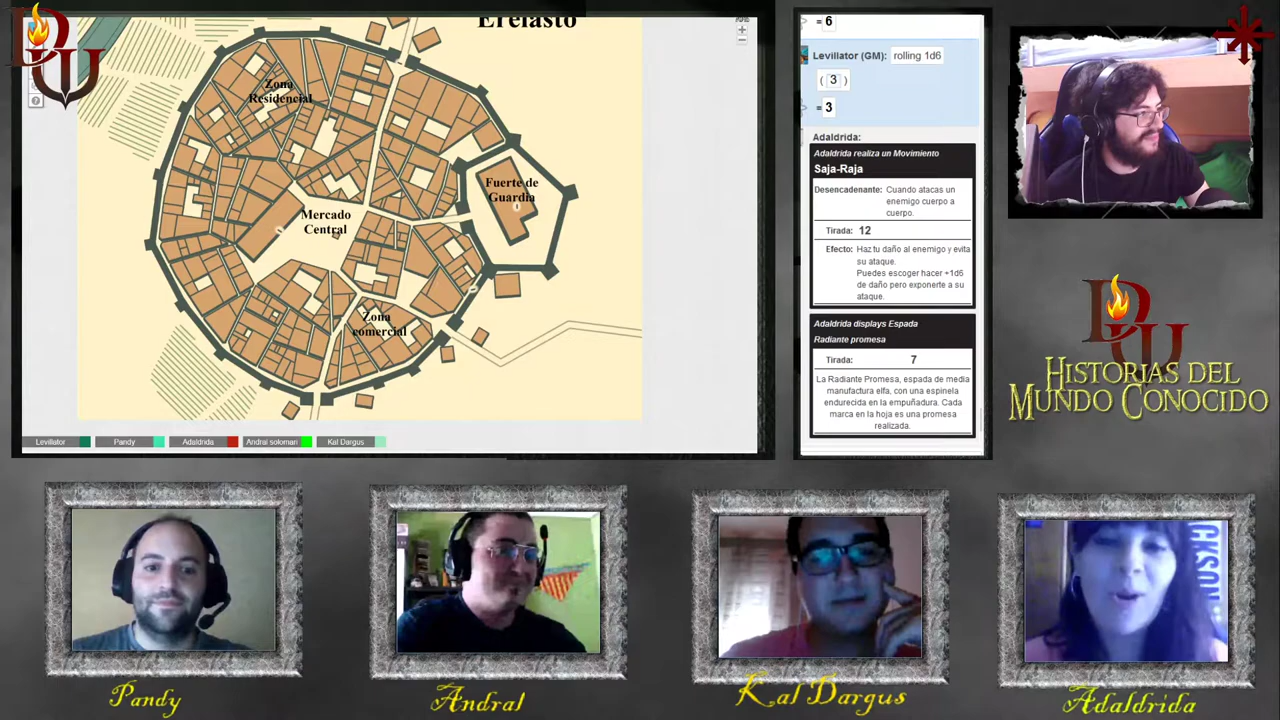 Erelasto
Zona
Residencial
Fuerte de
Guardia
Mercado
Central
Zona
comercial
Levillator
Pandy
Adaldrida
Andral soloman
Kal Dargus
= 6
Levillator (GM): rolling 1d6
( 3 )
= 3
Adaldrida:
Adaldrida realiza un Movimiento
Saja-Raja
Desencadenante: Cuando atacas un
enemigo cuerpo a
cuerpo.
Tirada: 12
Efecto: Haz tu daño al enemigo y evita
su ataque.
Puedes escoger hacer +1d6
de daño pero exponerte a su
ataque.
Adaldrida displays Espada
Radiante promesa
Tirada: 7
La Radiante Promesa, espada de media
manufactura elfa, con una espinela
endurecida en la empuñadura. Cada
marca en la hoja es una promesa
realizada.
DU
DU
Historias del
Mundo Conocido
Pandy
Andral
Kal Dargus
Adaldrida